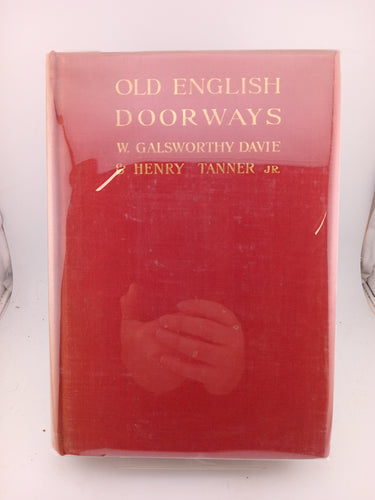 OLD ENGLISH
DOORWAYS
W. GALSWORTHY DAVIE
& HENRY TANNER JR.